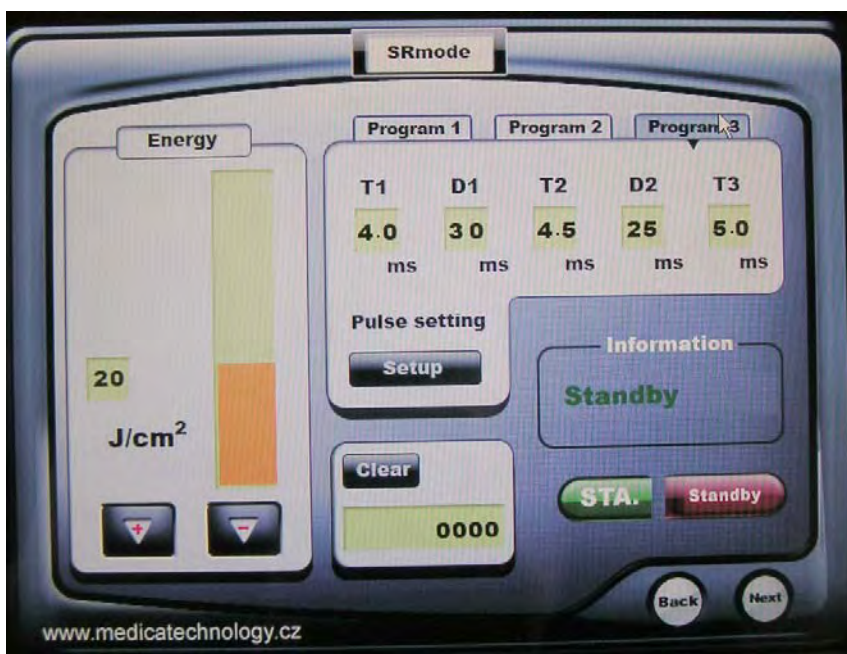 SRmode
Energy
Program 1 Program 2 Program 3
T1 D1 T2 D2 T3
4.0 30 4.5 25 5.0
ms ms ms ms ms
Pulse setting
Setup
Information
Standby
20
J/cm²
+ -
Clear
0000
STA. Standby
Back Next
www.medicatechnology.cz